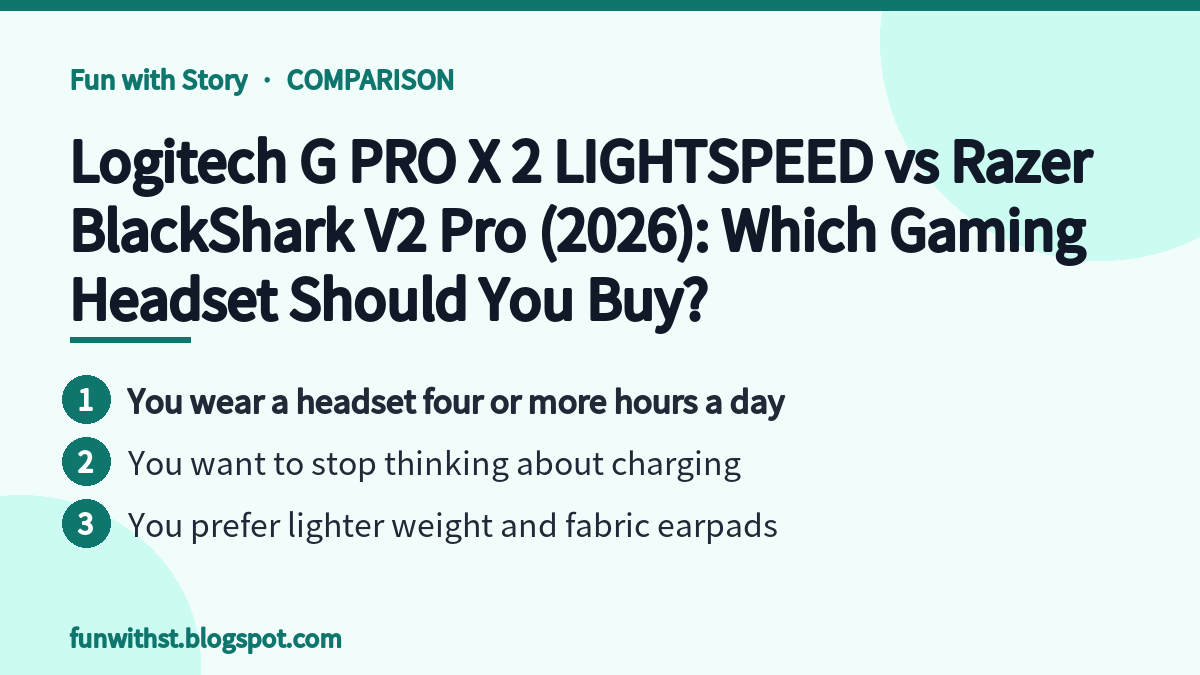 Fun with Story · COMPARISON
Logitech G PRO X 2 LIGHTSPEED vs Razer
BlackShark V2 Pro (2026): Which Gaming
Headset Should You Buy?
1 You wear a headset four or more hours a day
2 You want to stop thinking about charging
3 You prefer lighter weight and fabric earpads
funwithst.blogspot.com